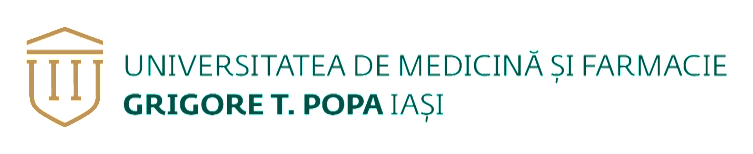 UNIVERSITATEA DE MEDICINĂ ȘI FARMACIE
GRIGORE T. POPA IAȘI